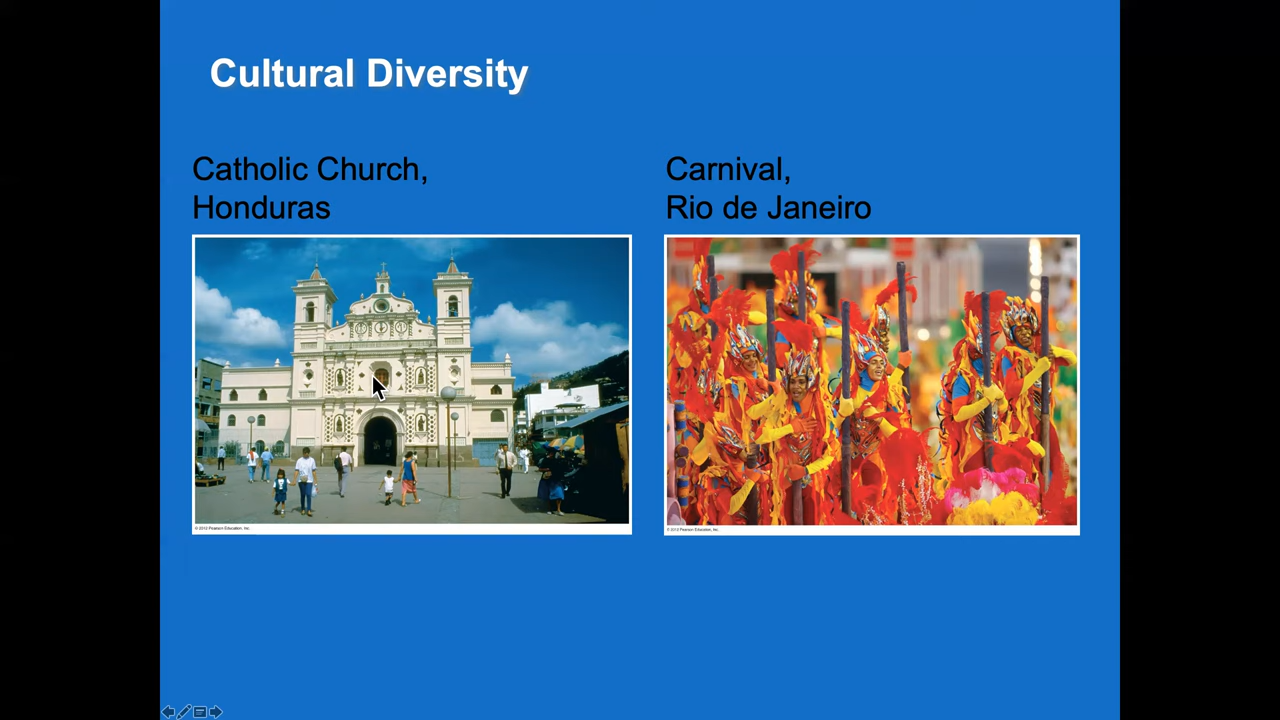 Cultural Diversity
Catholic Church,
Honduras
Carnival,
Rio de Janeiro
© 2012 Pearson Education, Inc.
© 2012 Pearson Education, Inc.